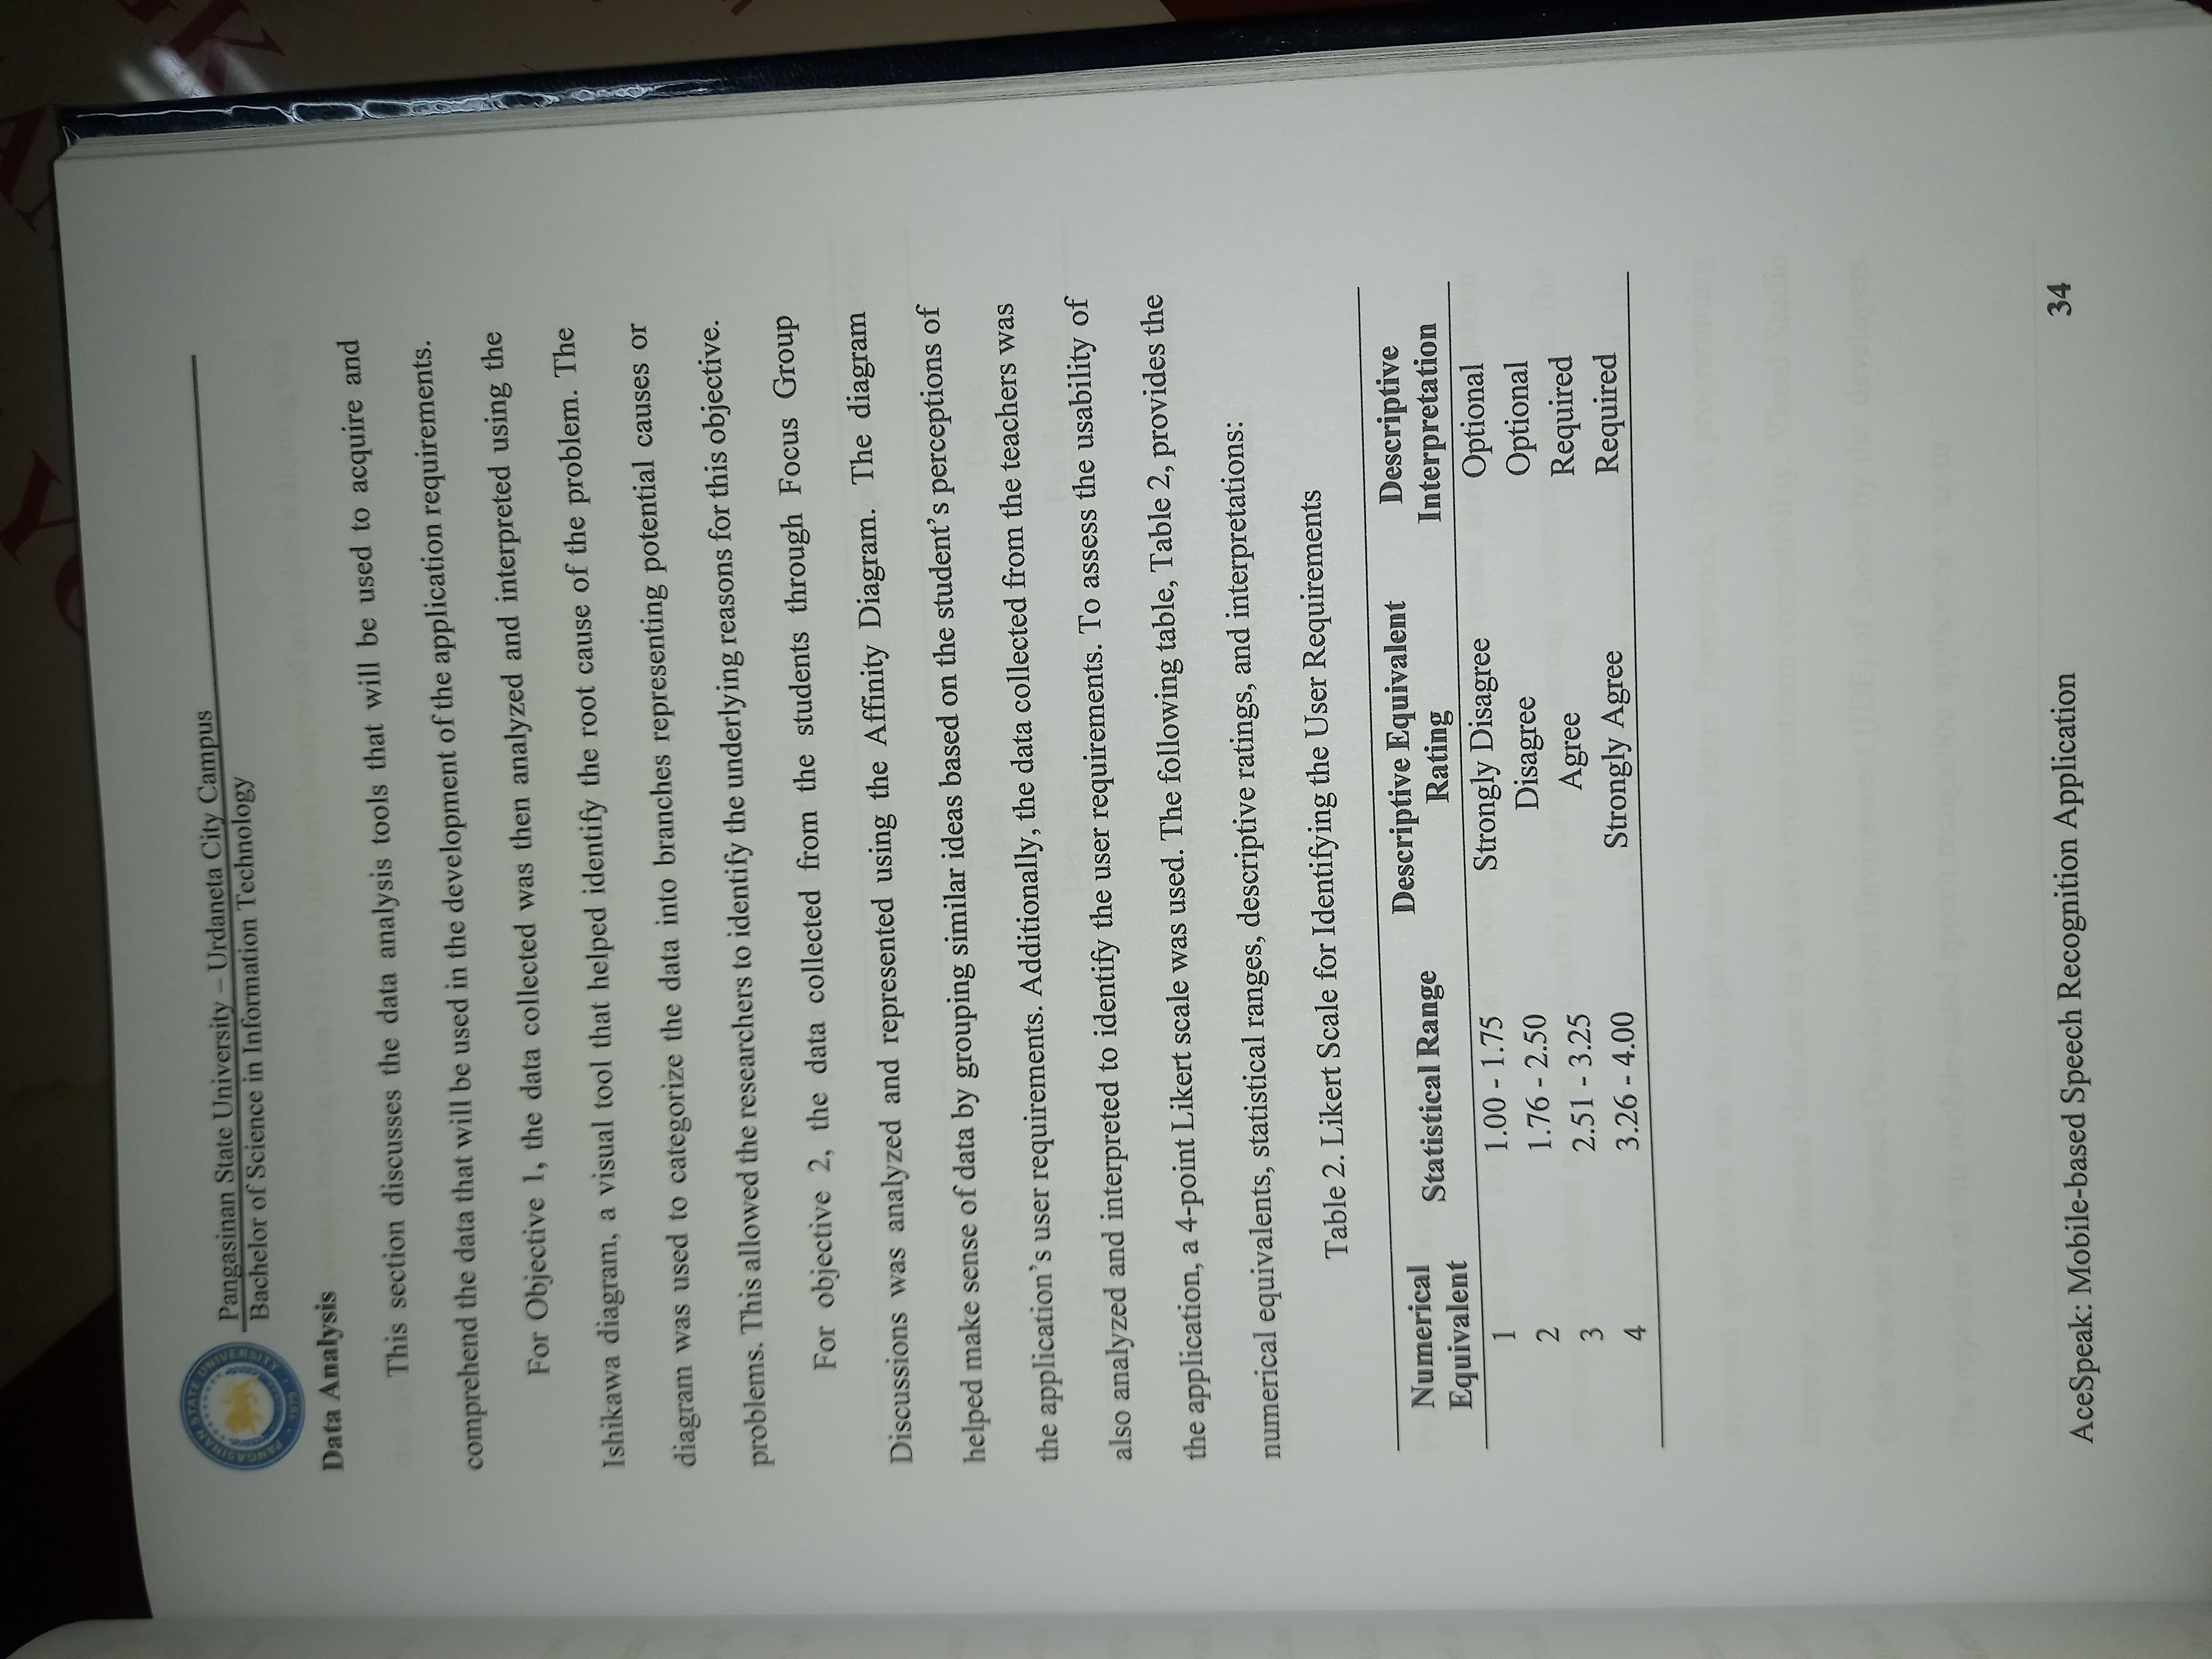 PANGASINAN STATE UNIVERSITY
1979
Pangasinan State University – Urdaneta City Campus
Bachelor of Science in Information Technology
Data Analysis
This section discusses the data analysis tools that will be used to acquire and
comprehend the data that will be used in the development of the application requirements.
For Objective 1, the data collected was then analyzed and interpreted using the
Ishikawa diagram, a visual tool that helped identify the root cause of the problem. The
diagram was used to categorize the data into branches representing potential causes or
problems. This allowed the researchers to identify the underlying reasons for this objective.
For objective 2, the data collected from the students through Focus Group
Discussions was analyzed and represented using the Affinity Diagram. The diagram
helped make sense of data by grouping similar ideas based on the student’s perceptions of
the application’s user requirements. Additionally, the data collected from the teachers was
also analyzed and interpreted to identify the user requirements. To assess the usability of
the application, a 4-point Likert scale was used. The following table, Table 2, provides the
numerical equivalents, statistical ranges, descriptive ratings, and interpretations:
Table 2. Likert Scale for Identifying the User Requirements
Numerical Equivalent Statistical Range Descriptive Equivalent Rating Descriptive Interpretation
1 1.00 - 1.75 Strongly Disagree Optional
2 1.76 - 2.50 Disagree Optional
3 2.51 - 3.25 Agree Required
4 3.26 - 4.00 Strongly Agree Required
AceSpeak: Mobile-based Speech Recognition Application 34